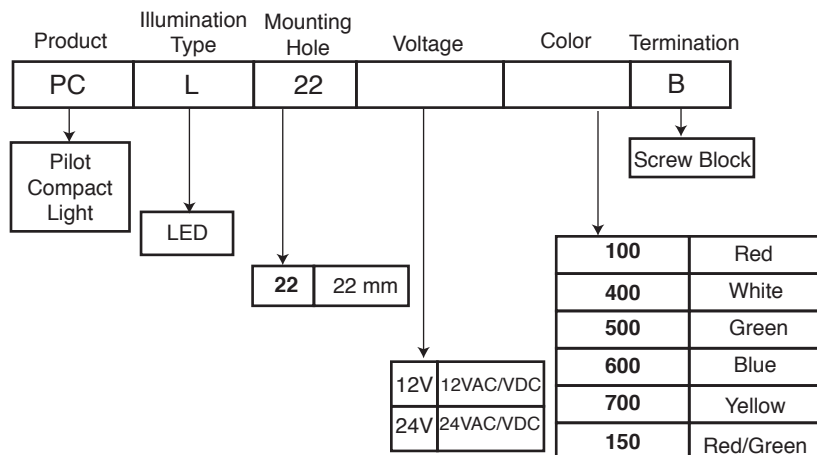 Product
Illumination
Type
Mounting
Hole
Voltage
Color
Termination
PC
L
22
B
Pilot
Compact
Light
LED
22 22 mm
Screw Block
12V 12VAC/VDC
24V 24VAC/VDC
100 Red
400 White
500 Green
600 Blue
700 Yellow
150 Red/Green